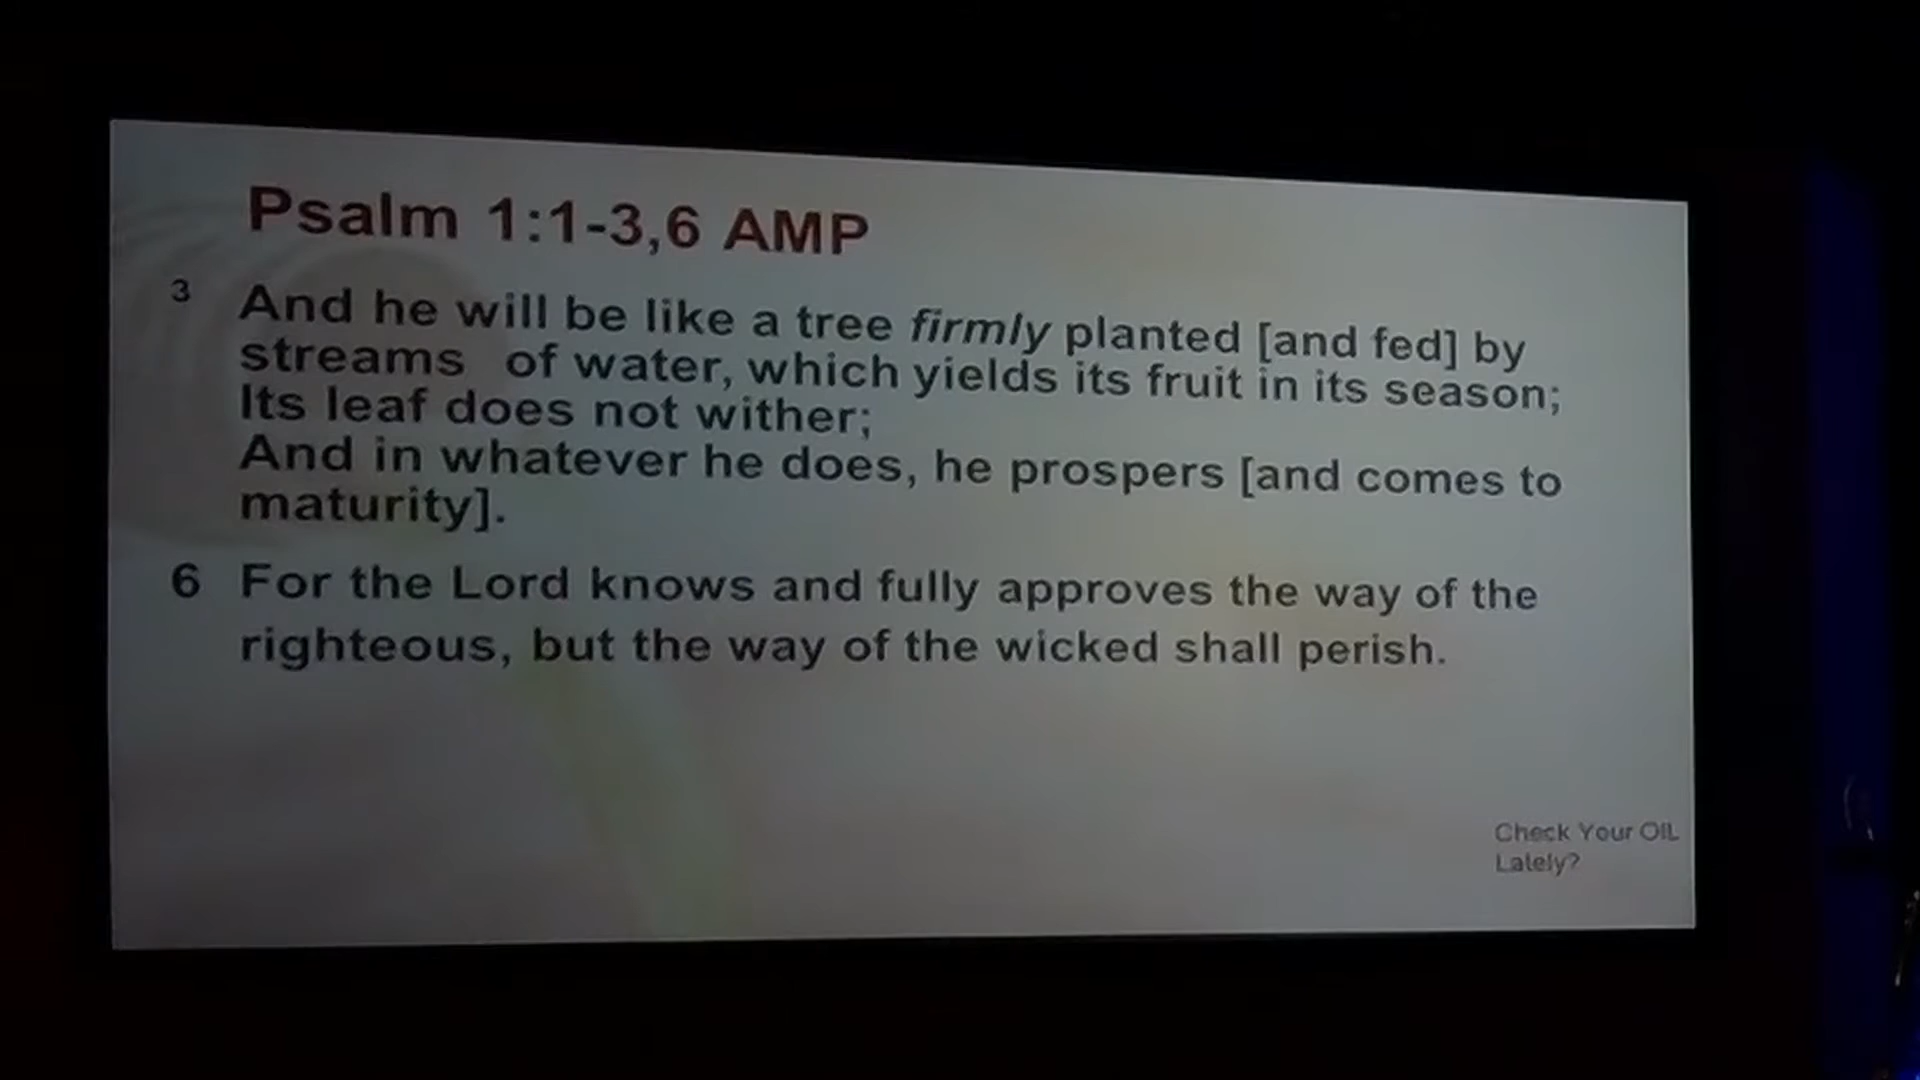 Psalm 1:1-3,6 AMP
3 And he will be like a tree firmly planted [and fed] by
streams of water, which yields its fruit in its season;
Its leaf does not wither;
And in whatever he does, he prospers [and comes to
maturity].
6 For the Lord knows and fully approves the way of the
righteous, but the way of the wicked shall perish.
Check Your OIL
Lately?